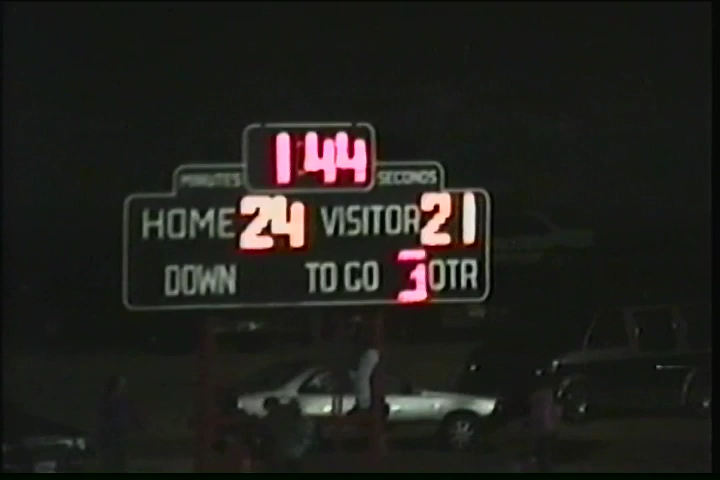 1:44
MINUTES SECONDS
HOME 24 VISITOR 21
DOWN TO GO 3 QTR